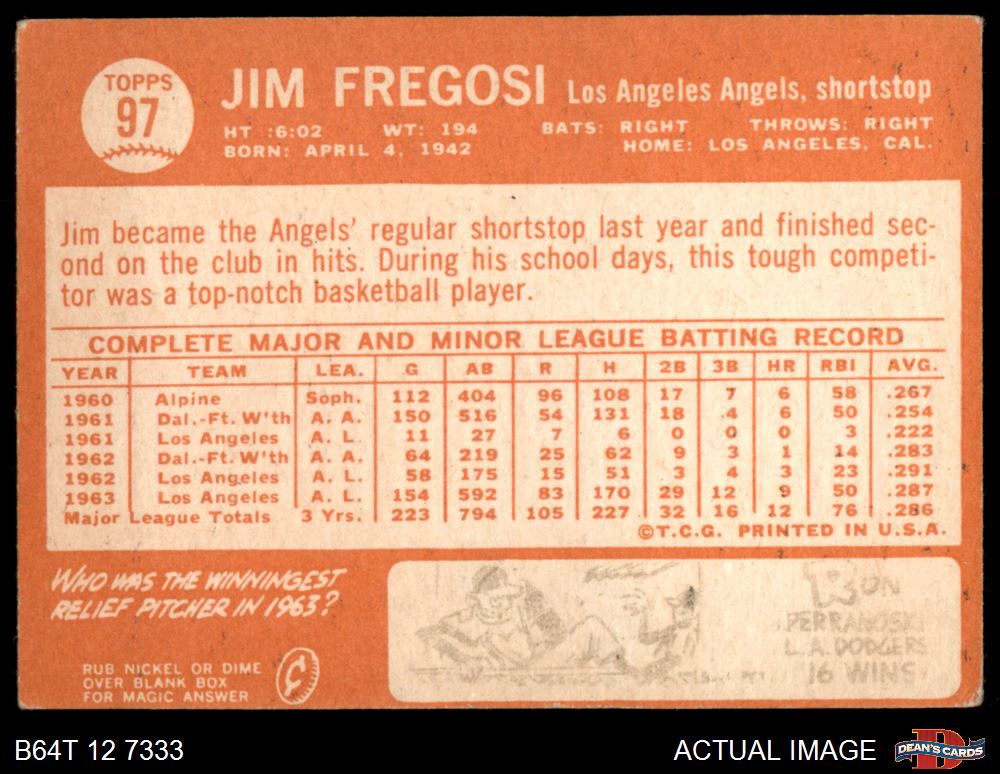 TOPPS
97
JIM FREGOSI Los Angeles Angels, shortstop
HT :6:02 WT: 194 BATS: RIGHT THROWS: RIGHT
BORN: APRIL 4, 1942 HOME: LOS ANGELES, CAL.
Jim became the Angels' regular shortstop last year and finished sec-
ond on the club in hits. During his school days, this tough competi-
tor was a top-notch basketball player.
COMPLETE MAJOR AND MINOR LEAGUE BATTING RECORD
YEAR TEAM LEA. G AB R H 2B 3B HR RBI AVG.
1960 Alpine Soph. 112 404 96 108 17 7 6 58 .267
1961 Dal.-Ft. W'th A. A. 150 516 54 131 18 4 6 50 .254
1961 Los Angeles A. L. 11 27 7 6 0 0 0 3 .222
1962 Dal.-Ft. W'th A. A. 64 219 25 62 9 3 1 14 .283
1962 Los Angeles A. L. 58 175 15 51 3 4 3 23 .291
1963 Los Angeles A. L. 154 592 83 170 29 12 9 50 .287
Major League Totals 3 Yrs. 223 794 105 227 32 16 12 76 .286
©T.C.G. PRINTED IN U.S.A.
WHO WAS THE WINNINGEST
RELIEF PITCHER IN 1963?
RUB NICKEL OR DIME
OVER BLANK BOX
FOR MAGIC ANSWER
¢
RON
PERRANOSKI
L.A. DODGERS
16 WINS
B64T 12 7333 ACTUAL IMAGE DEAN'S CARDS